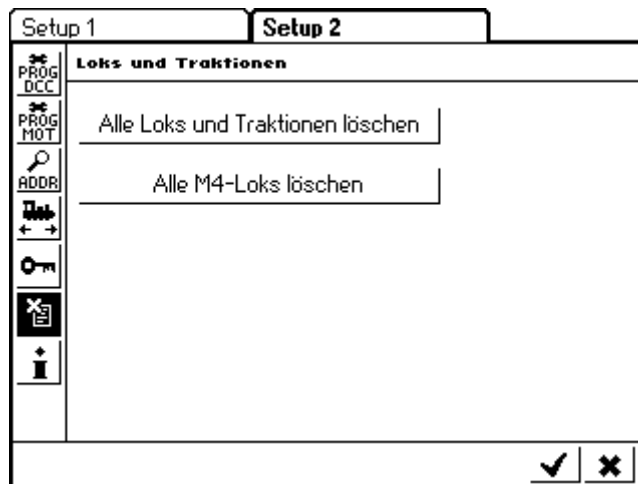 Setup 1
Setup 2
PROG
DCC
Loks und Traktionen
PROG
MOT
Alle Loks und Traktionen löschen
ADDR
Alle M4-Loks löschen